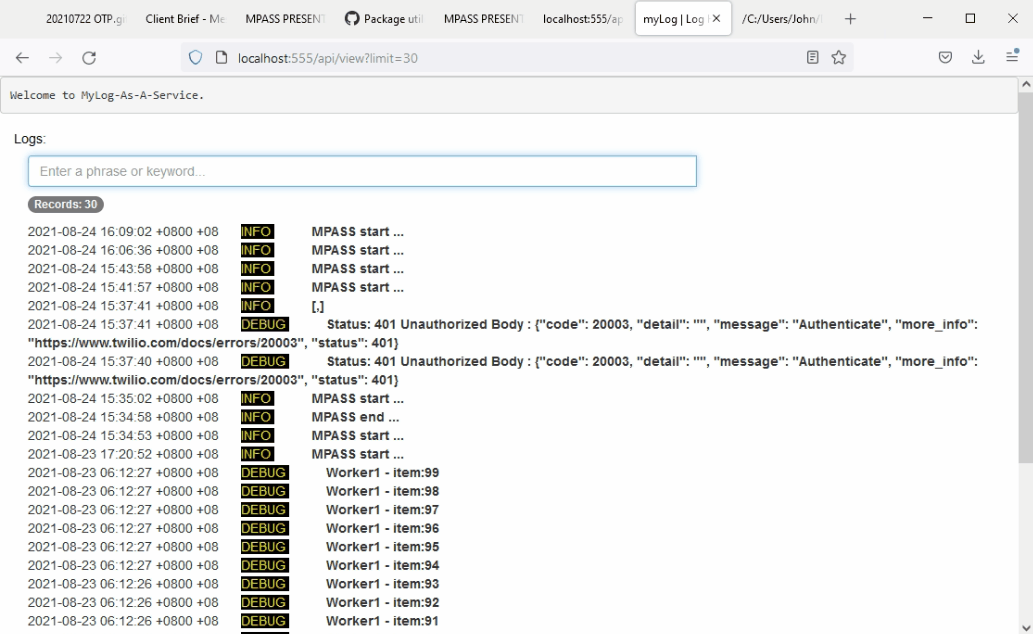 20210722 OTP.g
Client Brief - Me
MPASS PRESENT
Package uti
MPASS PRESENT
localhost:555/ap
myLog | Log
/C:/Users/John/
localhost:555/api/view?limit=30
Welcome to MyLog-As-A-Service.
Logs:
Enter a phrase or keyword...
Records: 30
2021-08-24 16:09:02 +0800 +08 INFO MPASS start ...
2021-08-24 16:06:36 +0800 +08 INFO MPASS start ...
2021-08-24 15:43:58 +0800 +08 INFO MPASS start ...
2021-08-24 15:41:57 +0800 +08 INFO MPASS start ...
2021-08-24 15:37:41 +0800 +08 INFO [,]
2021-08-24 15:37:41 +0800 +08 DEBUG Status: 401 Unauthorized Body : {"code": 20003, "detail": "", "message": "Authenticate", "more_info":
"https://www.twilio.com/docs/errors/20003", "status": 401}
2021-08-24 15:37:40 +0800 +08 DEBUG Status: 401 Unauthorized Body : {"code": 20003, "detail": "", "message": "Authenticate", "more_info":
"https://www.twilio.com/docs/errors/20003", "status": 401}
2021-08-24 15:35:02 +0800 +08 INFO MPASS start ...
2021-08-24 15:34:58 +0800 +08 INFO MPASS end ...
2021-08-24 15:34:53 +0800 +08 INFO MPASS start ...
2021-08-23 17:20:52 +0800 +08 INFO MPASS start ...
2021-08-23 06:12:27 +0800 +08 DEBUG Worker1 - item:99
2021-08-23 06:12:27 +0800 +08 DEBUG Worker1 - item:98
2021-08-23 06:12:27 +0800 +08 DEBUG Worker1 - item:97
2021-08-23 06:12:27 +0800 +08 DEBUG Worker1 - item:96
2021-08-23 06:12:27 +0800 +08 DEBUG Worker1 - item:95
2021-08-23 06:12:27 +0800 +08 DEBUG Worker1 - item:94
2021-08-23 06:12:26 +0800 +08 DEBUG Worker1 - item:93
2021-08-23 06:12:26 +0800 +08 DEBUG Worker1 - item:92
2021-08-23 06:12:26 +0800 +08 DEBUG Worker1 - item:91